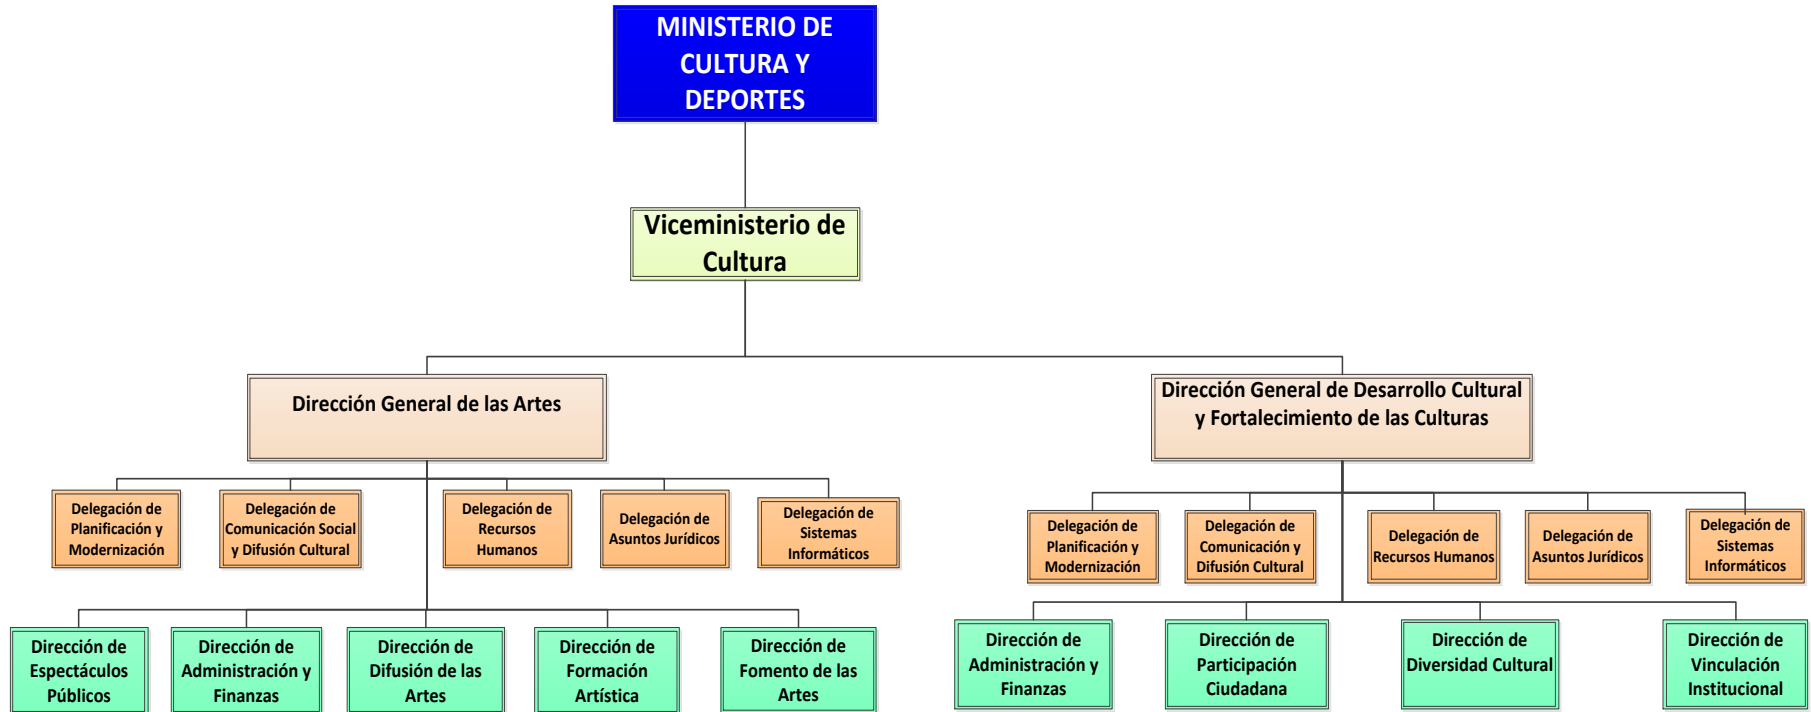 MINISTERIO DE
CULTURA Y
DEPORTES
Viceministerio de
Cultura
Dirección General de las Artes
Dirección General de Desarrollo Cultural
y Fortalecimiento de las Culturas
Delegación de
Planificación y
Modernización
Delegación de
Comunicación Social
y Difusión Cultural
Delegación de
Recursos
Humanos
Delegación de
Asuntos Jurídicos
Delegación de
Sistemas
Informáticos
Delegación de
Planificación y
Modernización
Delegación de
Comunicación y
Difusión Cultural
Delegación de
Recursos Humanos
Delegación de
Asuntos Jurídicos
Delegación de
Sistemas
Informáticos
Dirección de
Espectáculos
Públicos
Dirección de
Administración y
Finanzas
Dirección de
Difusión de las
Artes
Dirección de
Formación
Artística
Dirección de
Fomento de las
Artes
Dirección de
Administración y
Finanzas
Dirección de
Participación
Ciudadana
Dirección de
Diversidad Cultural
Dirección de
Vinculación
Institucional